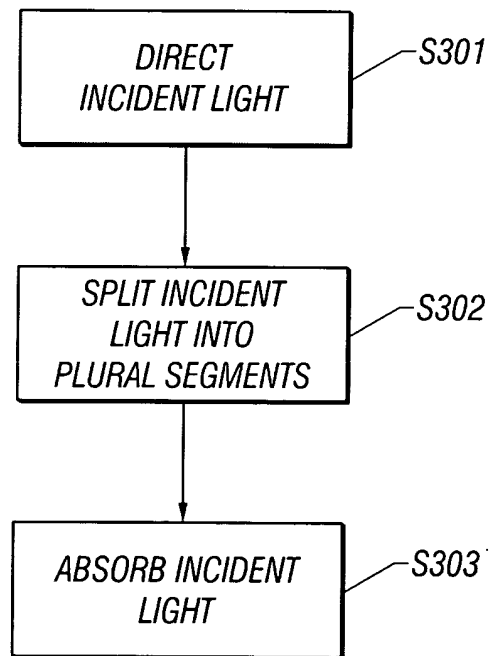 DIRECT
INCIDENT LIGHT
S301
SPLIT INCIDENT
LIGHT INTO
PLURAL SEGMENTS
S302
ABSORB INCIDENT
LIGHT
S303